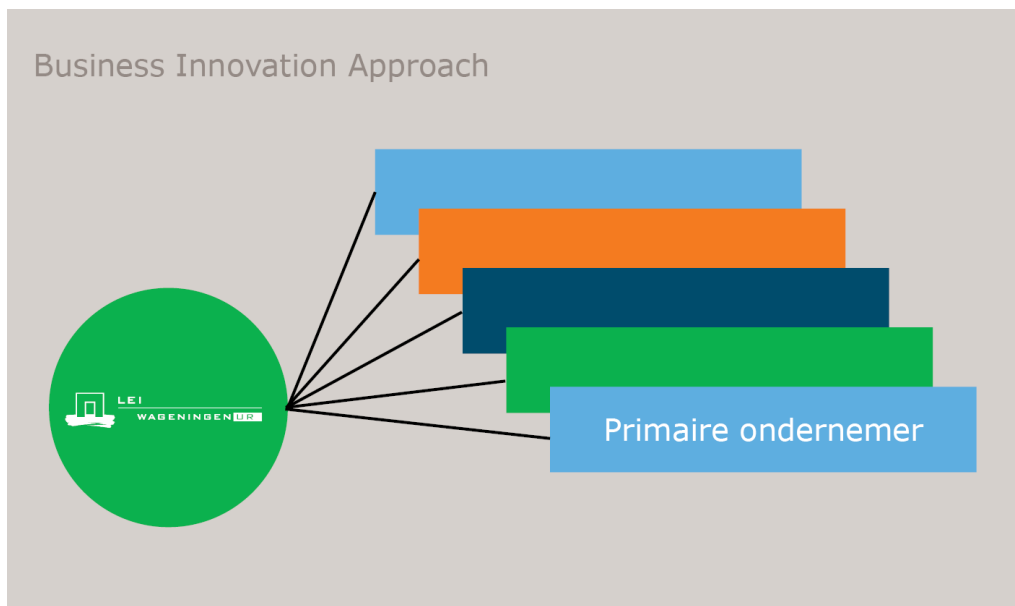 Business Innovation Approach
LEI
WAGENINGEN UR
Primaire ondernemer